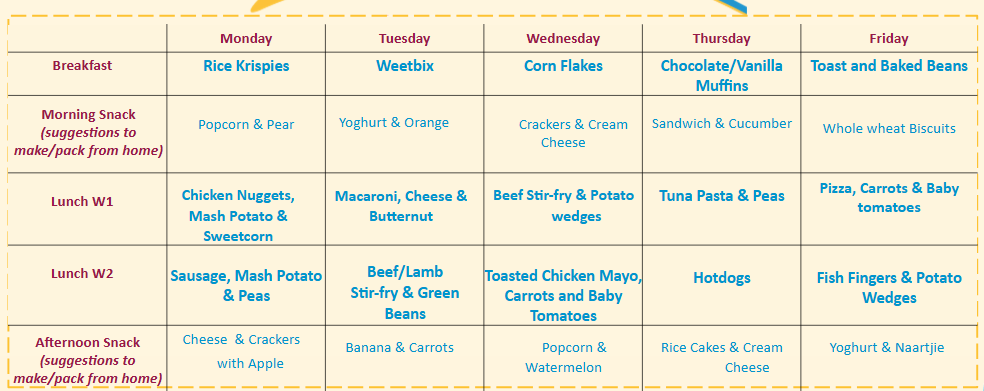 Monday Tuesday Wednesday Thursday Friday
Breakfast
Rice Krispies
Weetbix
Corn Flakes
Chocolate/Vanilla
Muffins
Toast and Baked Beans
Morning Snack
(suggestions to
make/pack from home)
Popcorn & Pear
Yoghurt & Orange
Crackers & Cream
Cheese
Sandwich & Cucumber
Whole wheat Biscuits
Lunch W1
Chicken Nuggets,
Mash Potato &
Sweetcorn
Macaroni, Cheese &
Butternut
Beef Stir-fry & Potato
wedges
Tuna Pasta & Peas
Pizza, Carrots & Baby
tomatoes
Lunch W2
Sausage, Mash Potato
& Peas
Beef/Lamb
Stir-fry & Green
Beans
Toasted Chicken Mayo,
Carrots and Baby
Tomatoes
Hotdogs
Fish Fingers & Potato
Wedges
Afternoon Snack
(suggestions to
make/pack from home)
Cheese & Crackers
with Apple
Banana & Carrots
Popcorn &
Watermelon
Rice Cakes & Cream
Cheese
Yoghurt & Naartjie